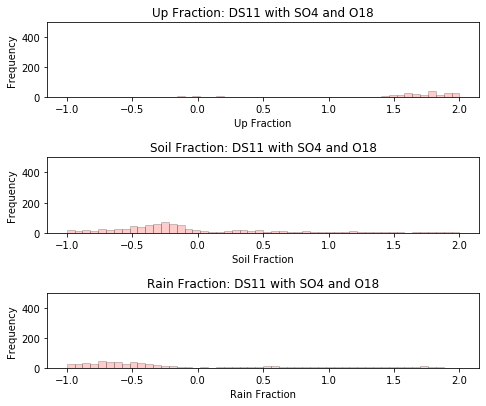 Up Fraction: DS11 with SO4 and O18
400
200
0
Frequency
−1.0 −0.5 0.0 0.5 1.0 1.5 2.0
Up Fraction
Soil Fraction: DS11 with SO4 and O18
400
200
0
Frequency
−1.0 −0.5 0.0 0.5 1.0 1.5 2.0
Soil Fraction
Rain Fraction: DS11 with SO4 and O18
400
200
0
Frequency
−1.0 −0.5 0.0 0.5 1.0 1.5 2.0
Rain Fraction